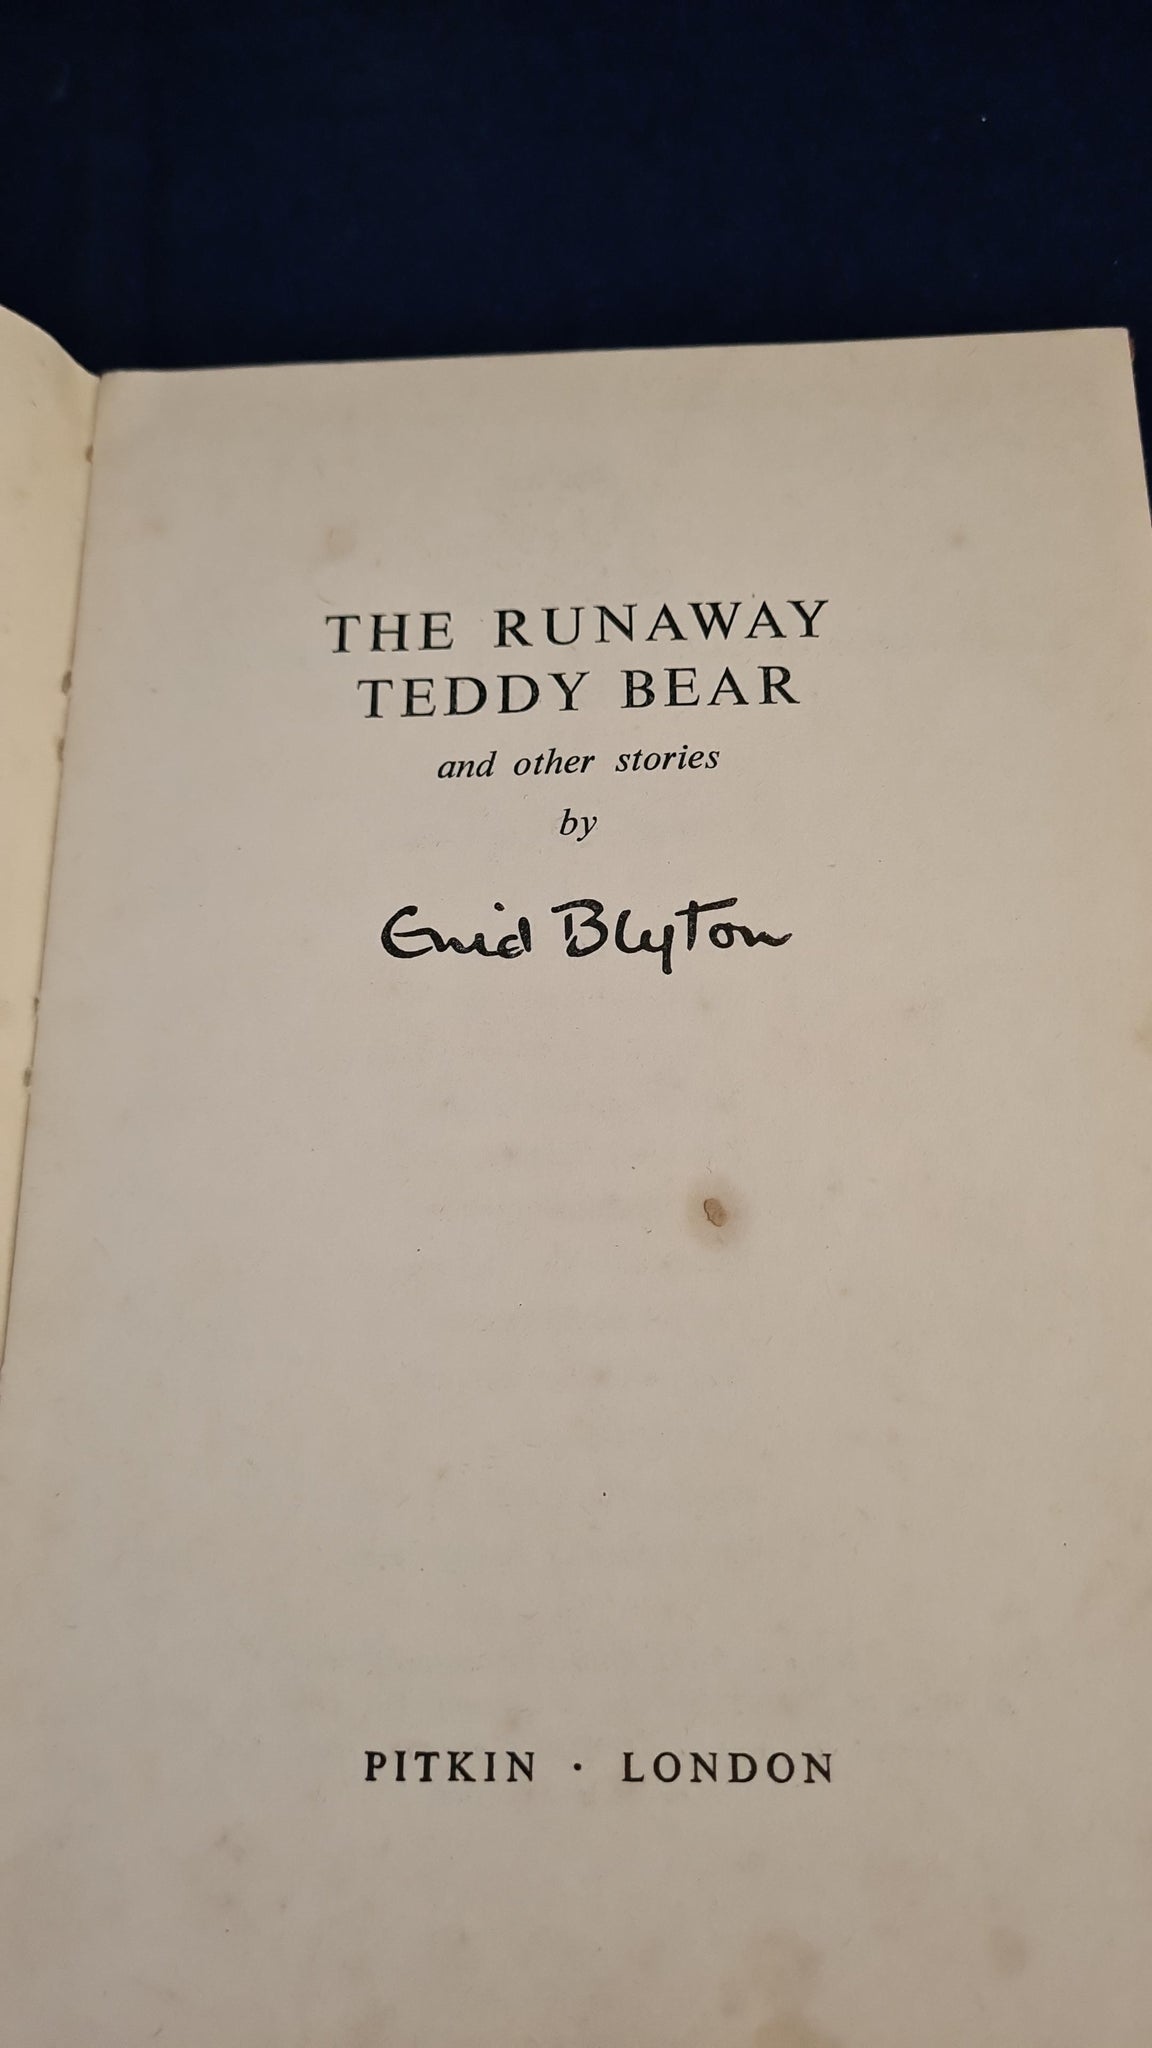 THE RUNAWAY
TEDDY BEAR
and other stories
by
Enid Blyton
PITKIN · LONDON